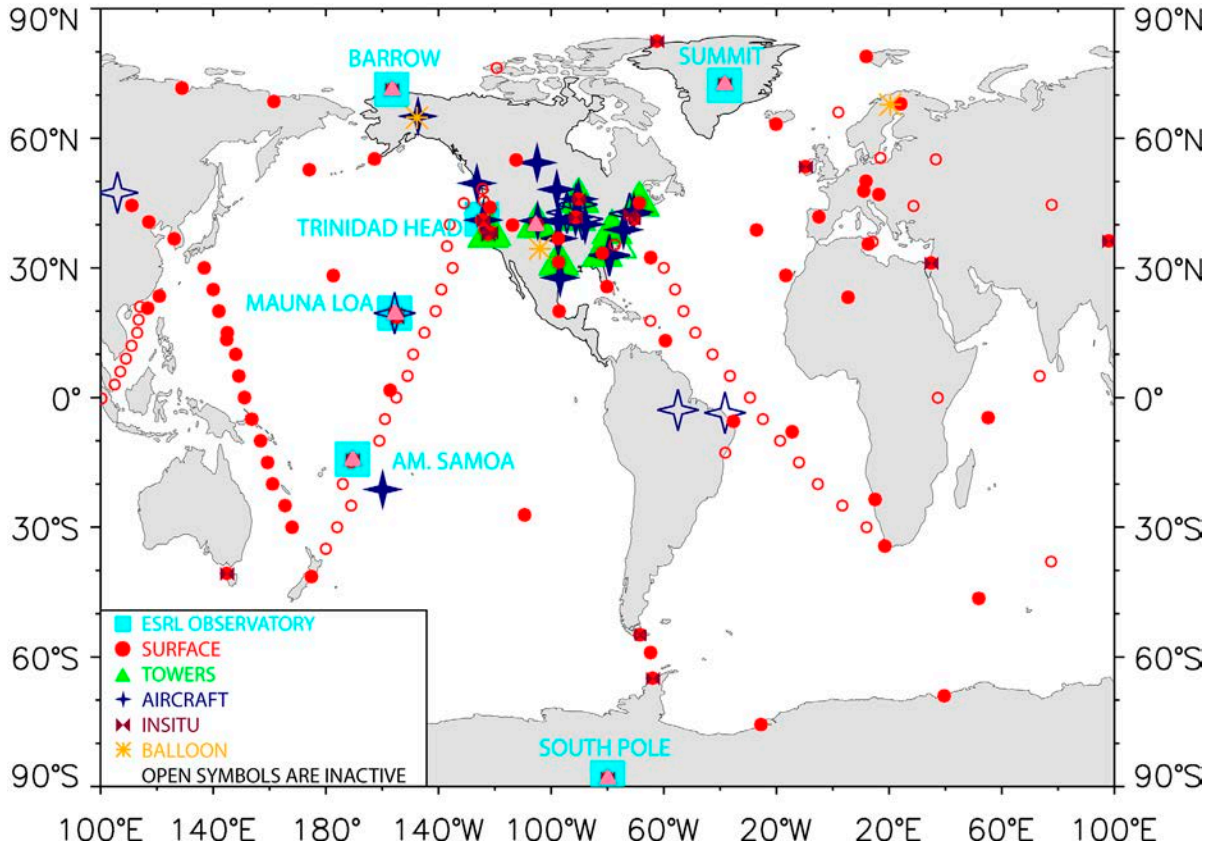 90°N
90°N
BARROW
SUMMIT
60°N
60°N
TRINIDAD HEAD
30°N
30°N
MAUNA LOA
0°
0°
AM. SAMOA
30°S
30°S
ESRL OBSERVATORY
SURFACE
60°S
60°S
TOWERS
AIRCRAFT
INSITU
BALLOON
SOUTH POLE
OPEN SYMBOLS ARE INACTIVE
90°S
90°S
100°E 140°E 180° 140°W 100°W 60°W 20°W 20°E 60°E 100°E